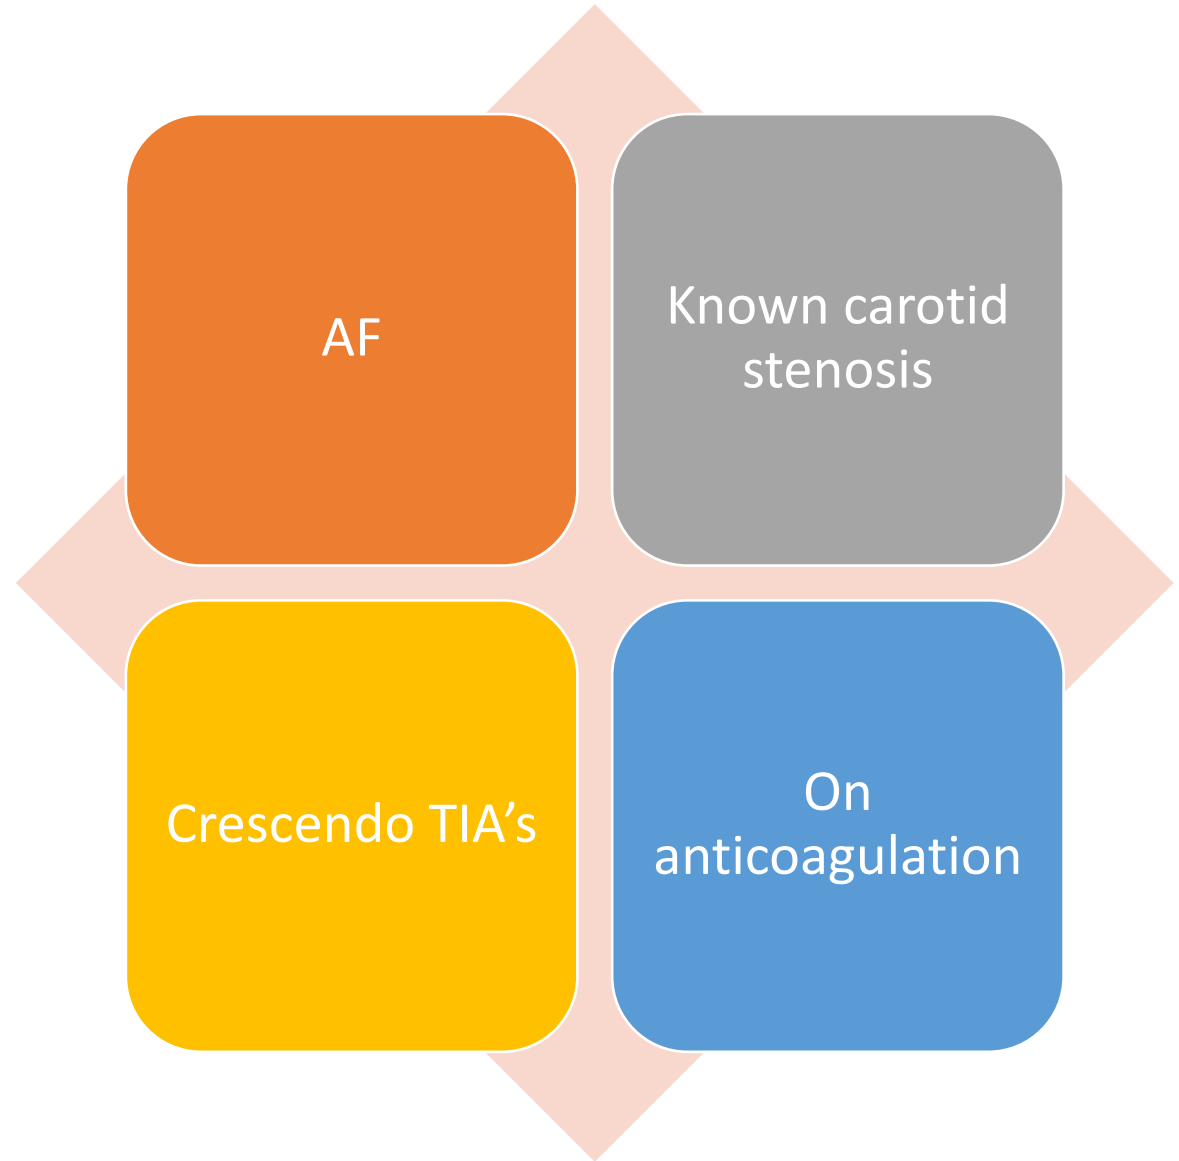 AF
Known carotid
stenosis
Crescendo TIA’s
On
anticoagulation